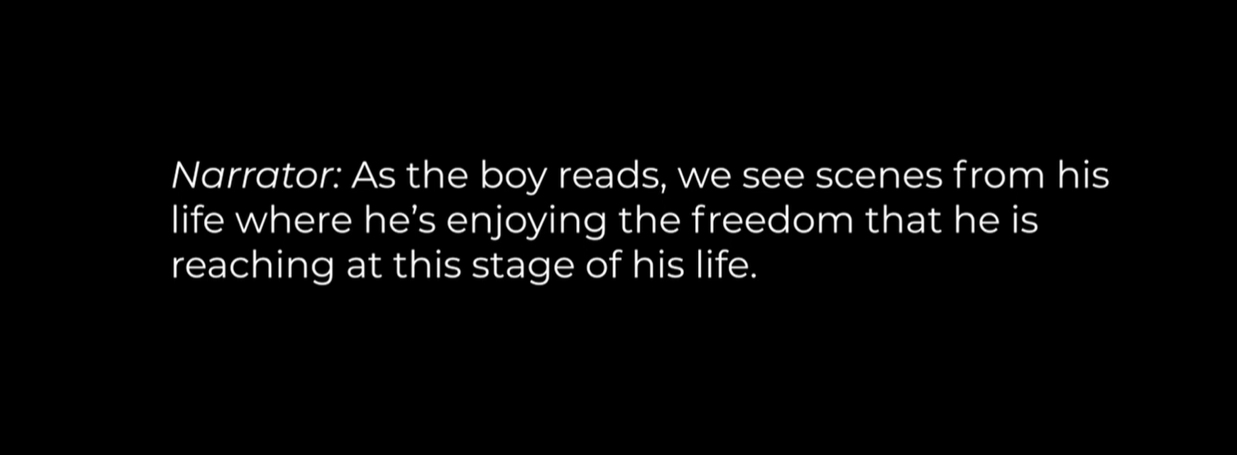 Narrator: As the boy reads, we see scenes from his
life where he’s enjoying the freedom that he is
reaching at this stage of his life.